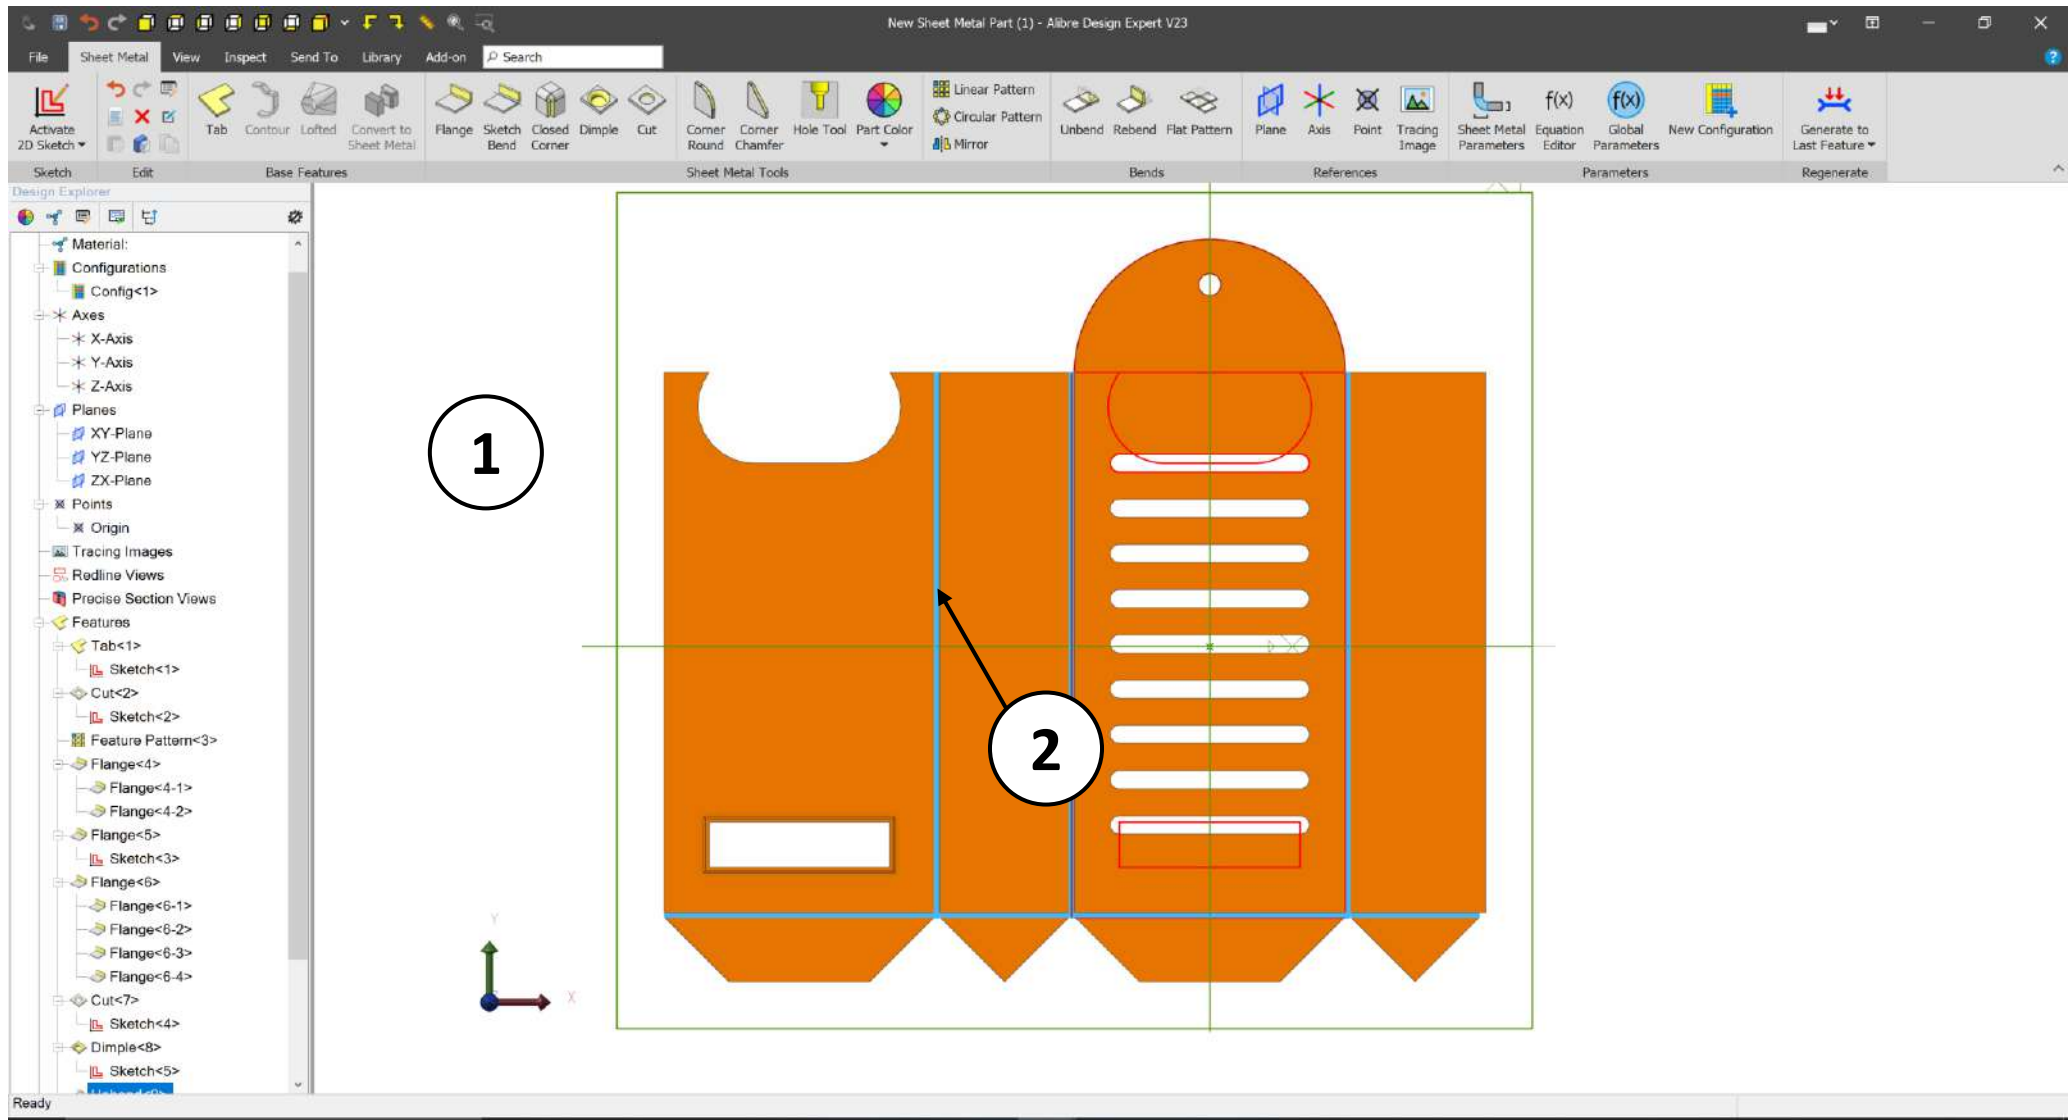 New Sheet Metal Part (1) - Alibre Design Expert V23
File Sheet Metal View Inspect Send To Library Add-on Search
Linear Pattern
Circular Pattern
Mirror
Activate Tab Contour Lofted Convert to Flange Sketch Closed Dimple Cut Corner Corner Hole Tool Part Color Unbend Rebend Flat Pattern Plane Axis Point Tracing Sheet Metal Equation Global New Configuration Generate to
2D Sketch Sheet Metal Bend Corner Round Chamfer Image Parameters Editor Parameters Last Feature
Sketch Edit Base Features Sheet Metal Tools Bends References Parameters Regenerate
Design Explorer
Material:
Configurations
Config<1>
Axes
X-Axis
Y-Axis
Z-Axis
Planes
XY-Plane
YZ-Plane
ZX-Plane
Points
Origin
Tracing Images
Redline Views
Precise Section Views
Features
Tab<1>
Sketch<1>
Cut<2>
Sketch<2>
Feature Pattern<3>
Flange<4>
Flange<4-1>
Flange<4-2>
Flange<5>
Sketch<3>
Flange<6>
Flange<6-1>
Flange<6-2>
Flange<6-3>
Flange<6-4>
Cut<7>
Sketch<4>
Dimple<8>
Sketch<5>
Ready
1
2
Y
X